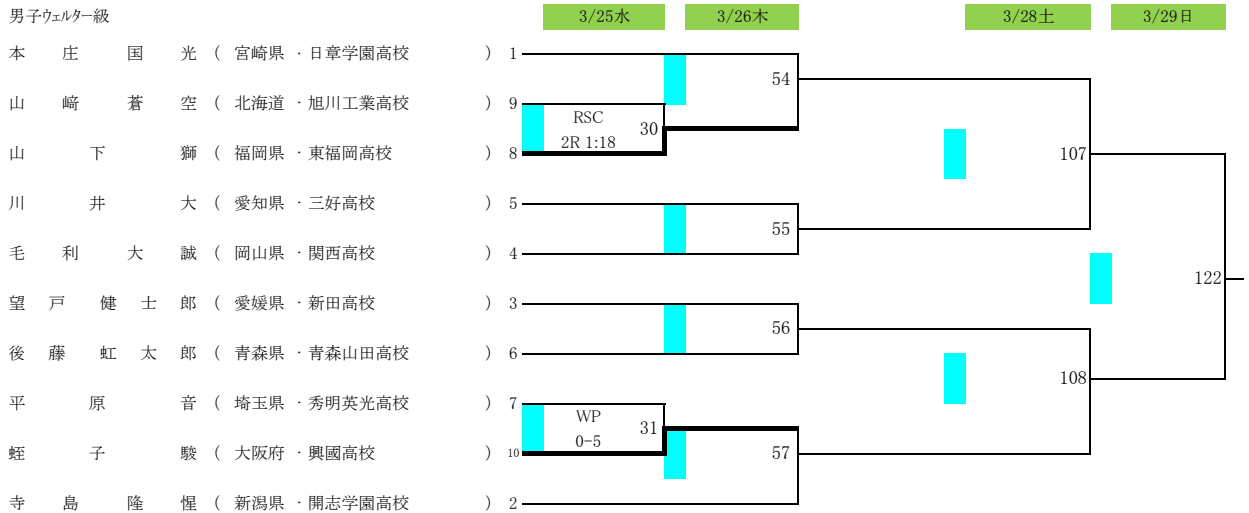 男子ウェルター級 3/25水 3/26木 3/28土 3/29日
本庄国光 ( 宮崎県 ・日章学園高校 ) 1
54
山﨑蒼空 ( 北海道 ・旭川工業高校 ) 9
RSC
30
2R 1:18
山下獅 ( 福岡県 ・東福岡高校 ) 8
107
川井大 ( 愛知県 ・三好高校 ) 5
55
毛利大誠 ( 岡山県 ・関西高校 ) 4
122
望戸健士郎 ( 愛媛県 ・新田高校 ) 3
56
後藤虹太郎 ( 青森県 ・青森山田高校 ) 6
108
平原音 ( 埼玉県 ・秀明英光高校 ) 7
WP
31
0-5
蛭子駿 ( 大阪府 ・興國高校 ) 10
57
寺島隆惺 ( 新潟県 ・開志学園高校 ) 2